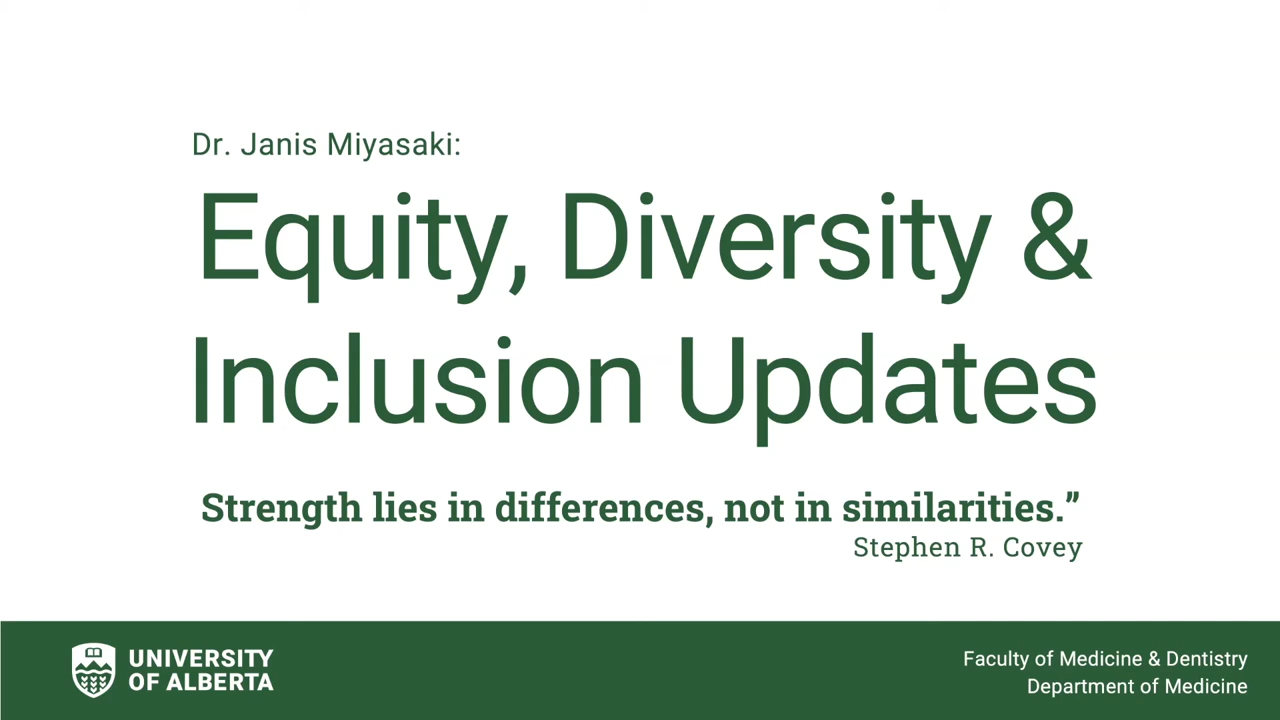 Dr. Janis Miyasaki:
Equity, Diversity &
Inclusion Updates
Strength lies in differences, not in similarities.”
Stephen R. Covey
UNIVERSITY
OF ALBERTA
Faculty of Medicine & Dentistry
Department of Medicine